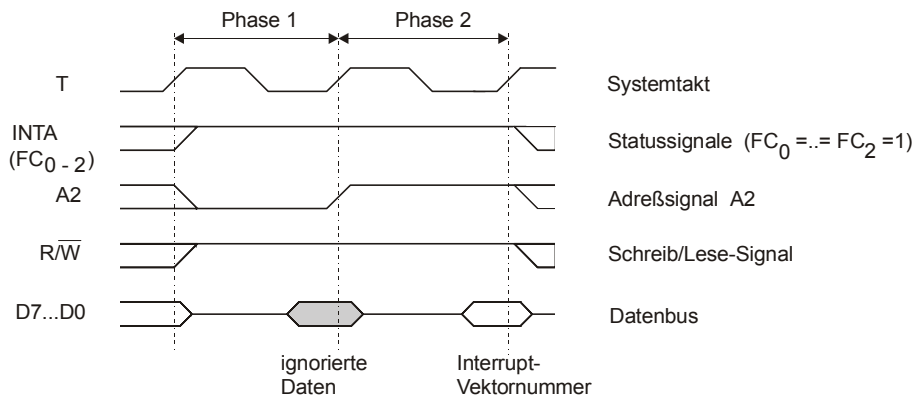 Phase 1 Phase 2
T Systemtakt
INTA Statussignale (FC0 =..= FC2 =1)
(FC0 - 2)
A2 Adreßsignal A2
R/W̅ Schreib/Lese-Signal
D7...D0 Datenbus
ignorierte Interrupt-
Daten Vektornummer